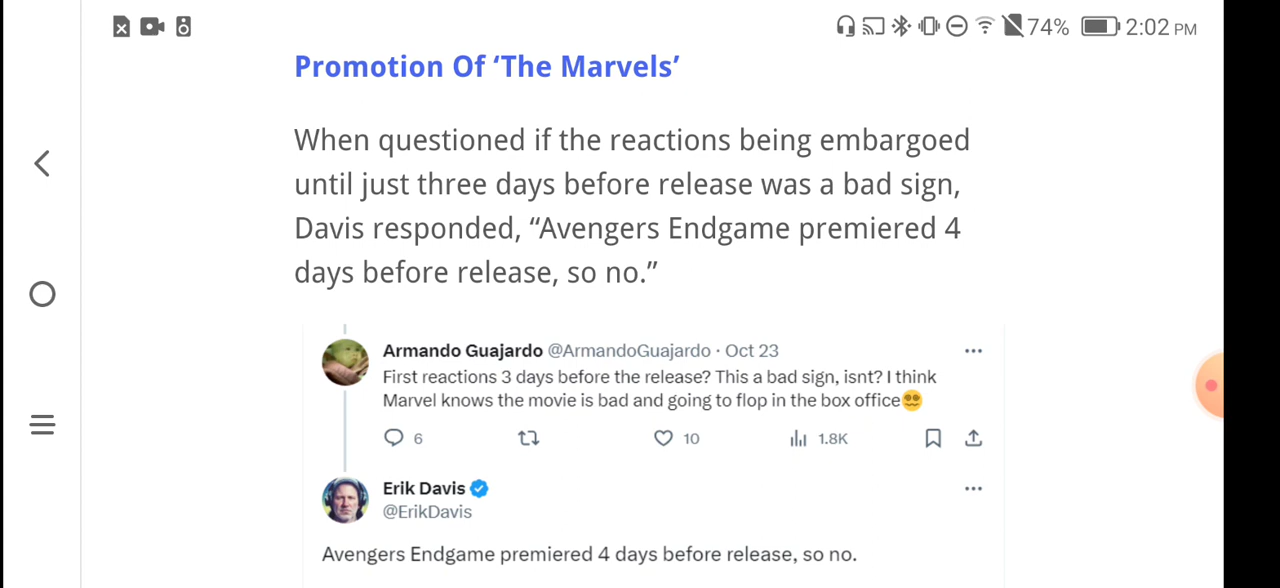 74% 2:02 PM
Promotion Of ‘The Marvels’
When questioned if the reactions being embargoed
until just three days before release was a bad sign,
Davis responded, “Avengers Endgame premiered 4
days before release, so no.”
Armando Guajardo @ArmandoGuajardo · Oct 23
First reactions 3 days before the release? This a bad sign, isnt? I think
Marvel knows the movie is bad and going to flop in the box office😵‍💫
6 10 1.8K
Erik Davis
@ErikDavis
Avengers Endgame premiered 4 days before release, so no.